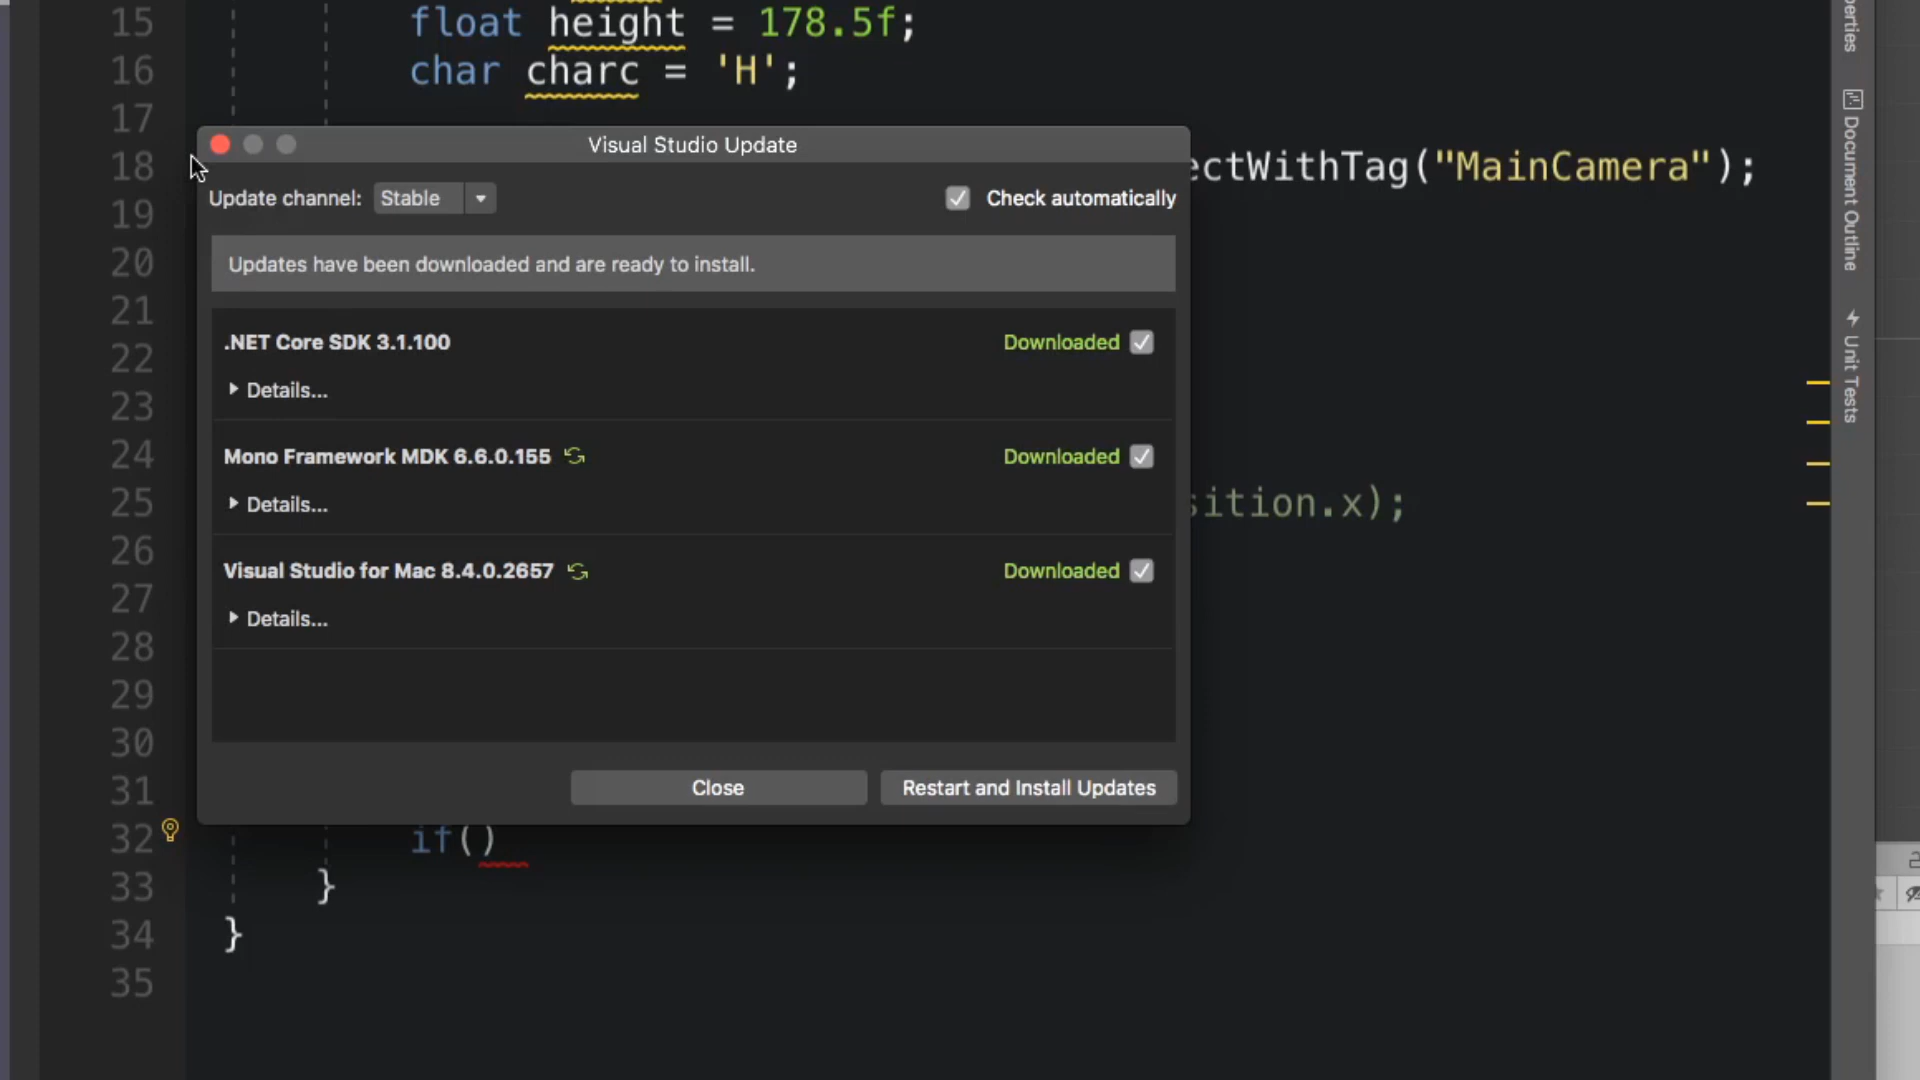 15 float height = 178.5f;
16 char charc = 'H';
17
Visual Studio Update
18 ectWithTag("MainCamera");
Update channel: Stable Check automatically
19
20
Updates have been downloaded and are ready to install.
21
22
.NET Core SDK 3.1.100 Downloaded
Details...
23
24
Mono Framework MDK 6.6.0.155 Downloaded
25 sition.x);
Details...
26
27
Visual Studio for Mac 8.4.0.2657 Downloaded
Details...
28
29
30
31
Close Restart and Install Updates
32 if()
33 }
34 }
35
Document Outline
Unit Tests